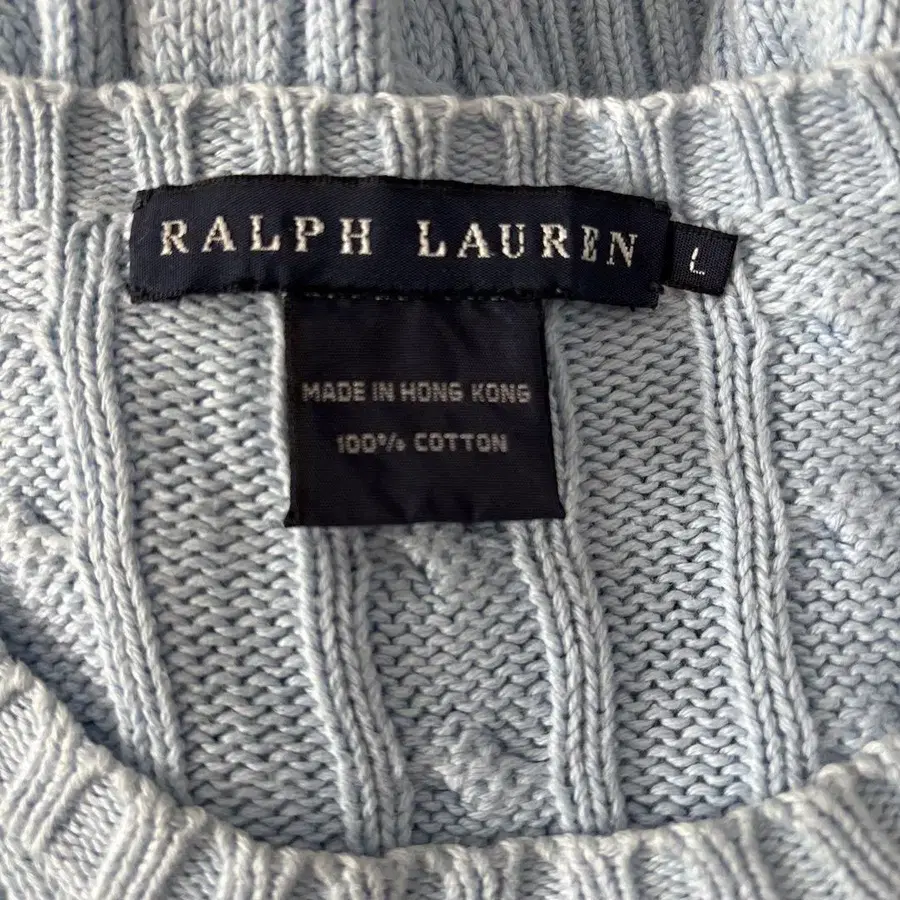 RALPH LAUREN
L
MADE IN HONG KONG
100% COTTON